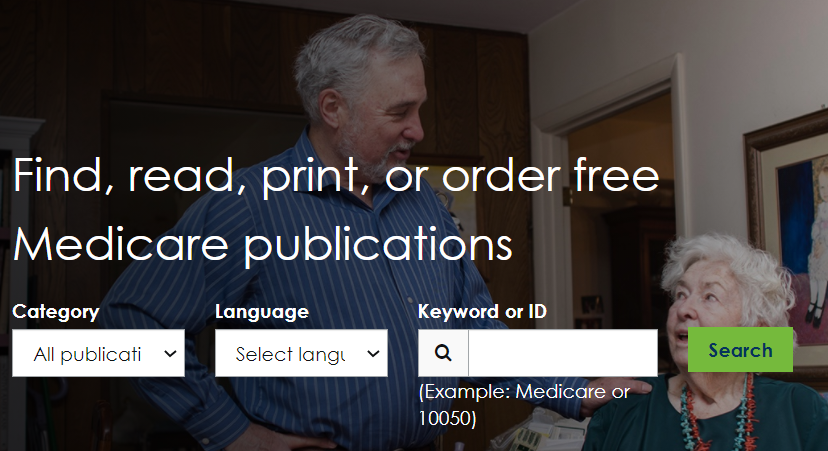 Find, read, print, or order free
Medicare publications
Category
Language
Keyword or ID
All publicati
Select langu
Search
(Example: Medicare or
10050)